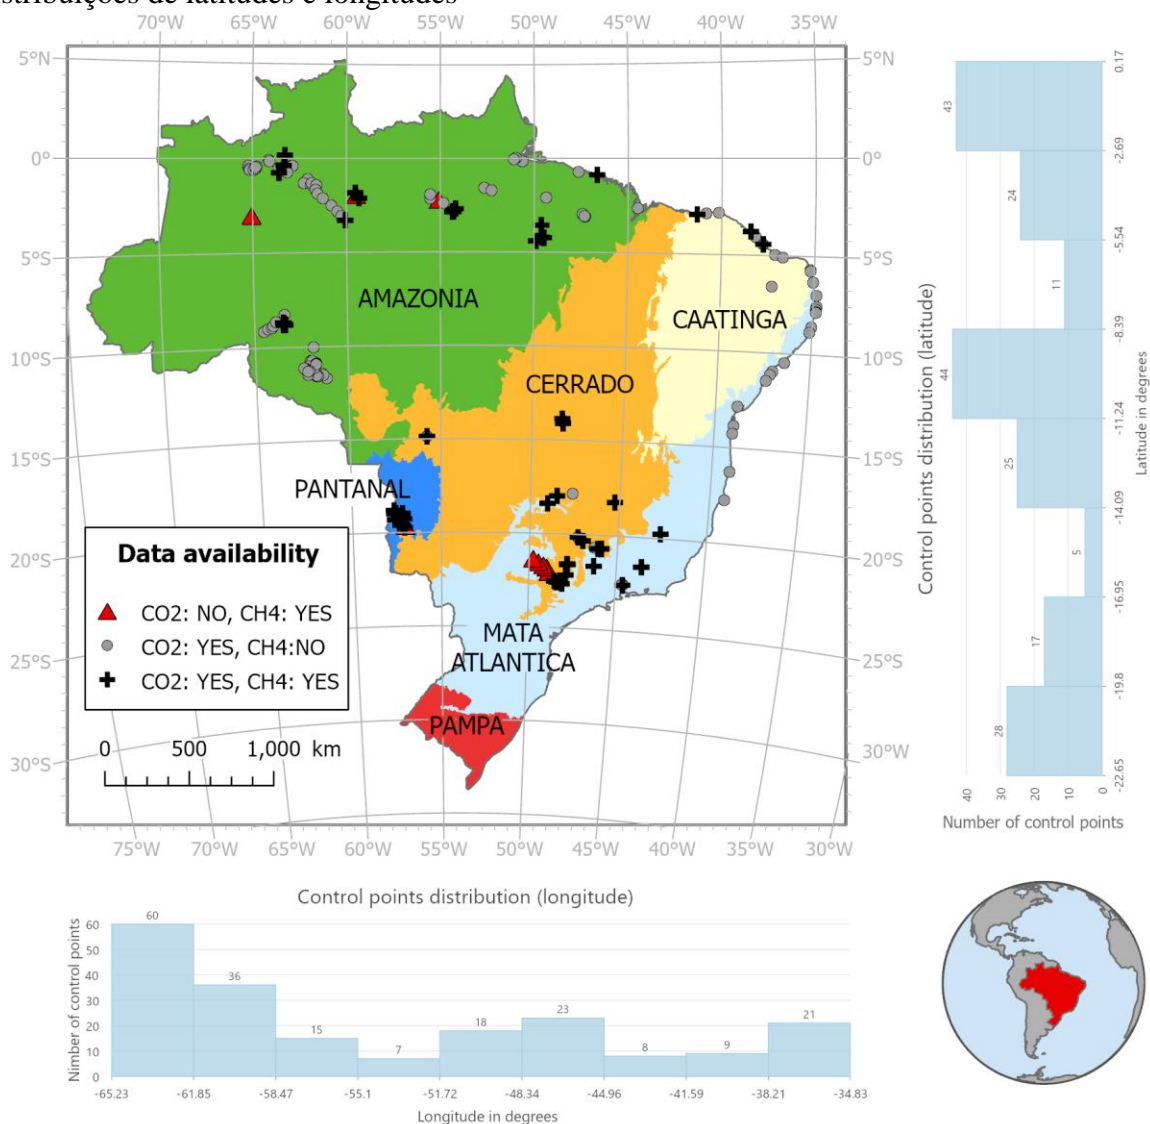 stribuições de latitudes e longitudes
70°W 65°W 60°W 55°W 50°W 45°W 40°W 35°W
5°N 5°N
0° 0°
5°S 5°S
10°S 10°S
15°S 15°S
20°S 20°S
25°S 25°S
30°S 30°W
75°W 70°W 65°W 60°W 55°W 50°W 45°W 40°W 35°W 30°W
AMAZONIA
CAATINGA
CERRADO
PANTANAL
MATA
ATLANTICA
PAMPA
Data availability
CO2: NO, CH4: YES
CO2: YES, CH4:NO
CO2: YES, CH4: YES
0 500 1,000 km
Control points distribution (latitude)
43
24
11
44
25
5
17
28
0.17
-2.69
-5.54
-8.39
-11.24
-14.09
-16.95
-19.8
-22.65
Latitude in degrees
40 30 20 10 0
Number of control points
Control points distribution (longitude)
Nimber of control points
60
50
40
30
20
10
0
60 36 15 7 18 23 8 9 21
-65.23 -61.85 -58.47 -55.1 -51.72 -48.34 -44.96 -41.59 -38.21 -34.83
Longitude in degrees